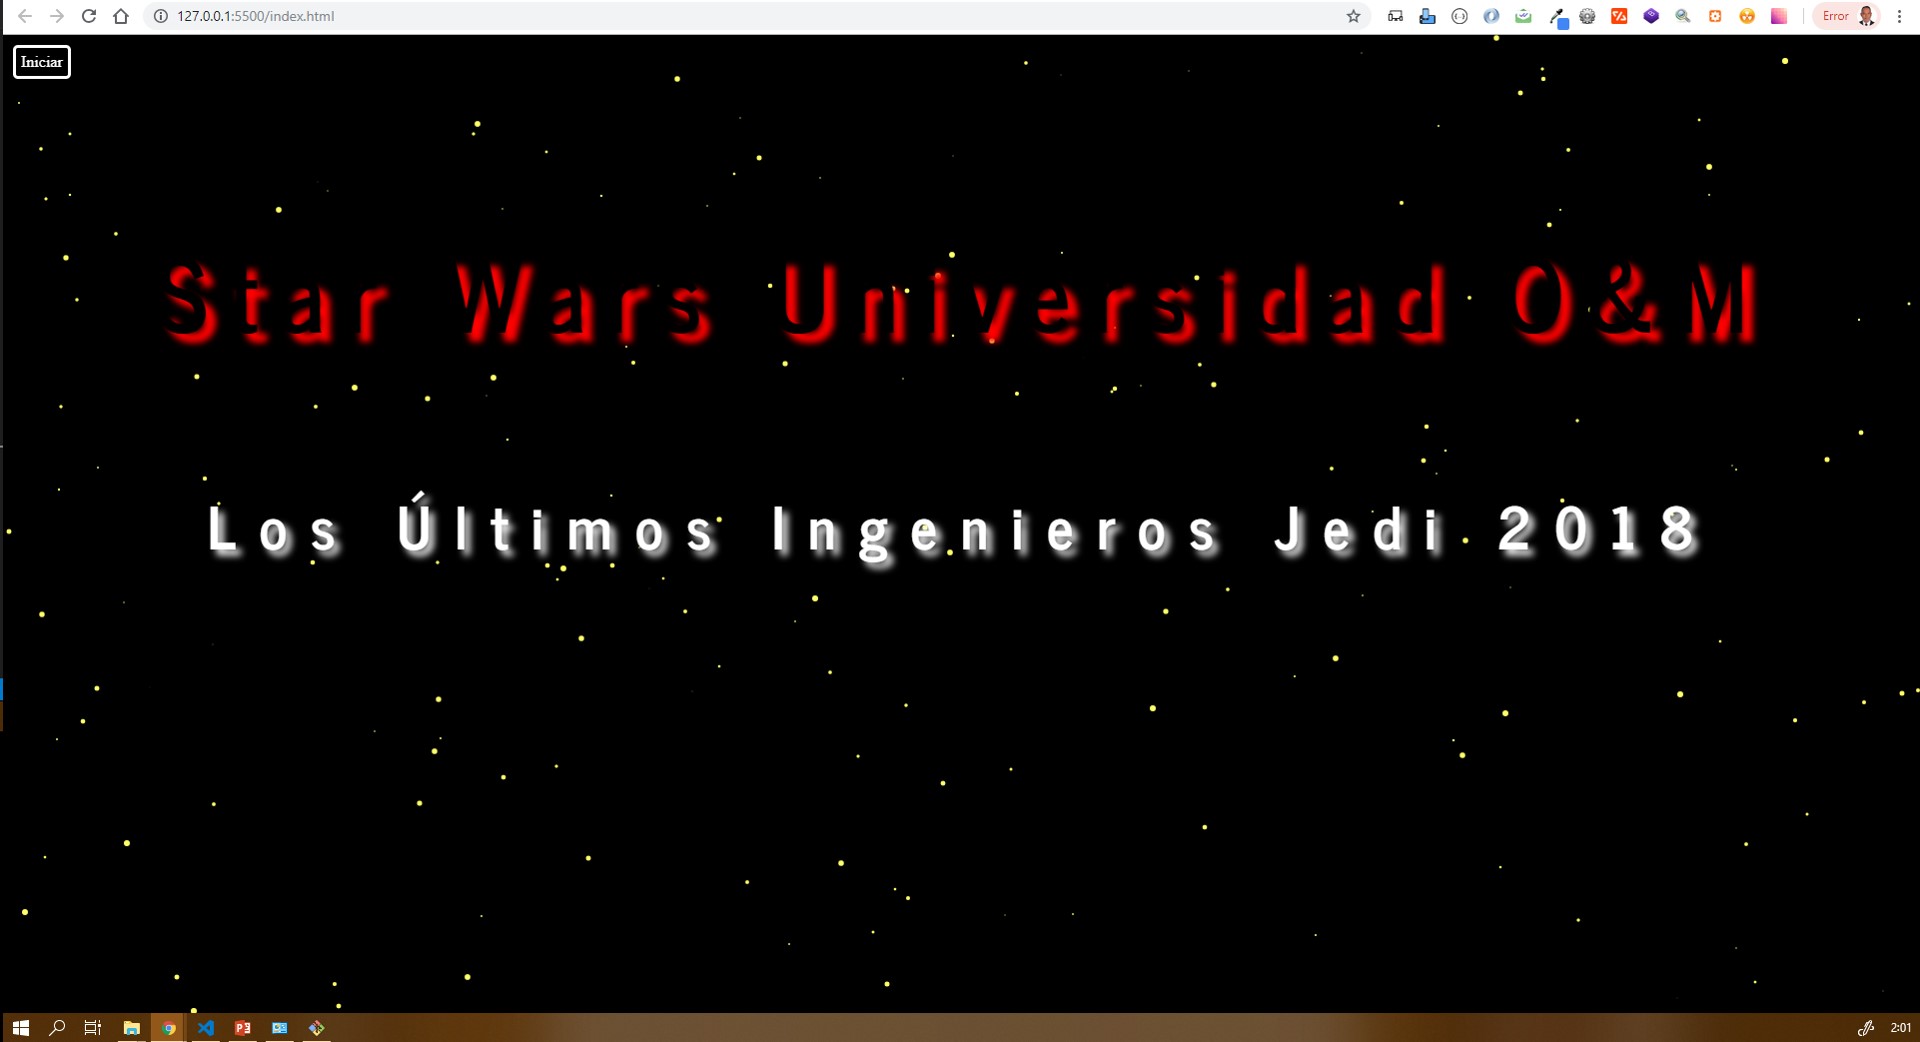 127.0.0.1:5500/index.html
Error
Iniciar
Star Wars Universidad O&M
Los Últimos Ingenieros Jedi 2018
2:01